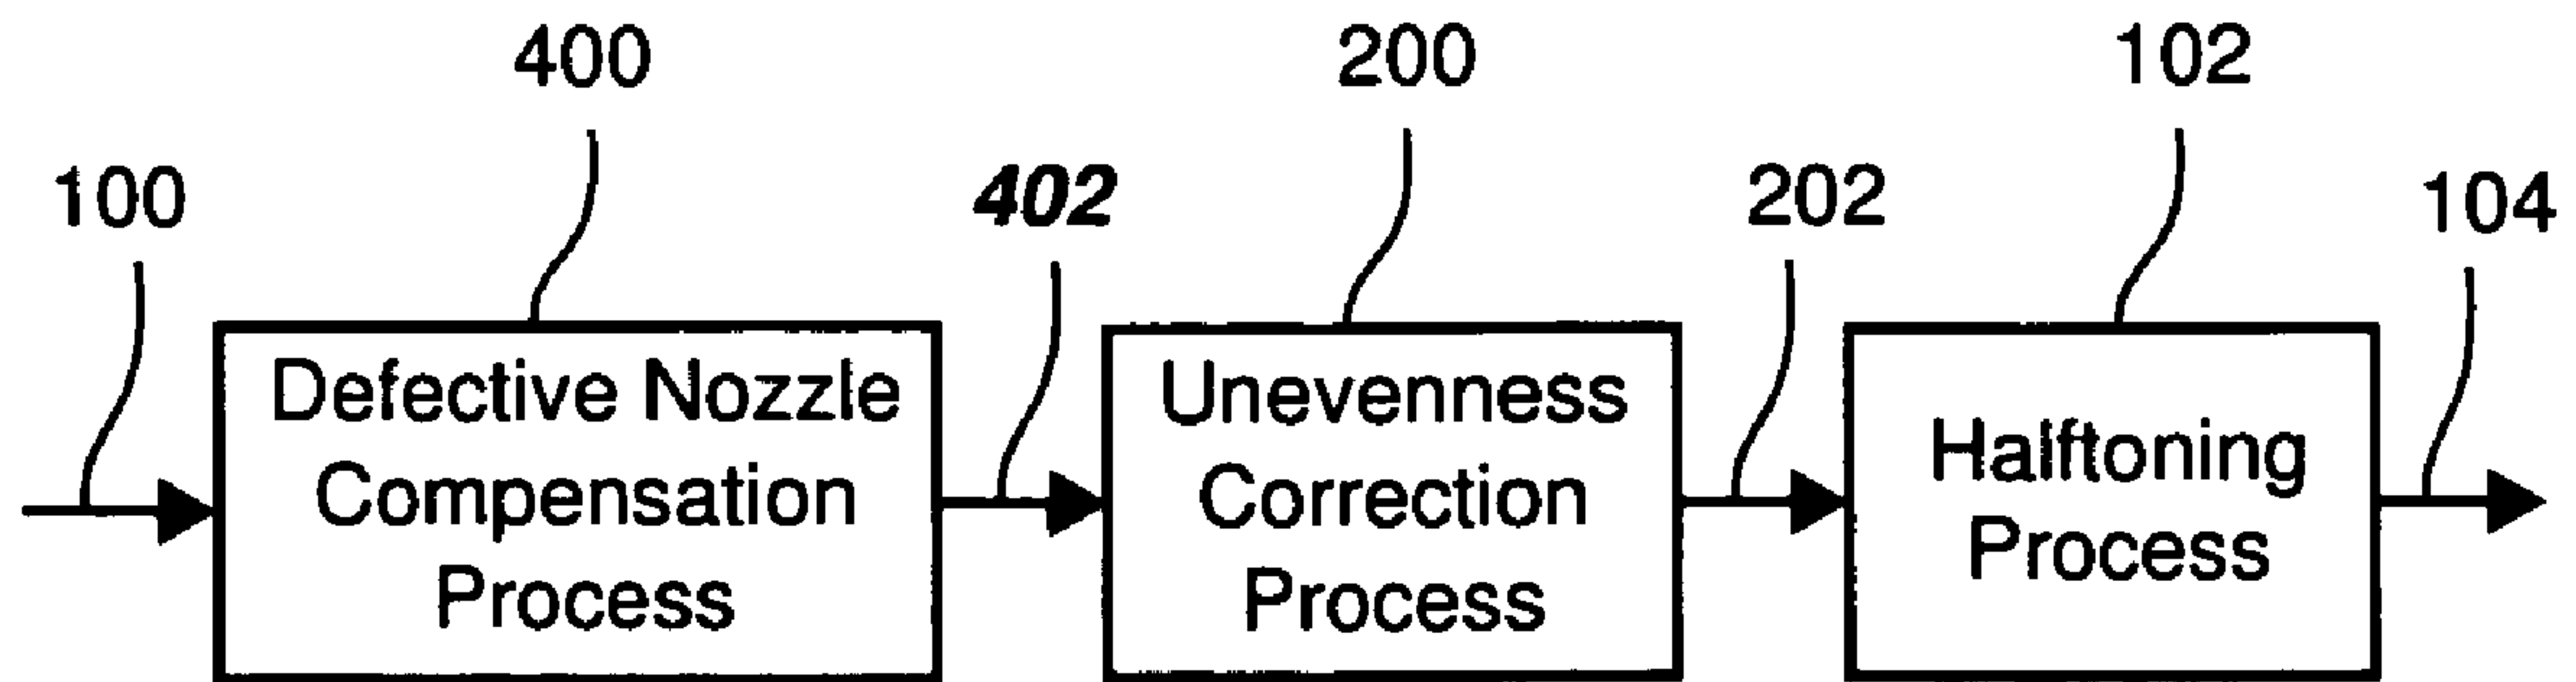 400
200
102
100
402
202
104
Defective Nozzle
Compensation
Process
Unevenness
Correction
Process
Halftoning
Process